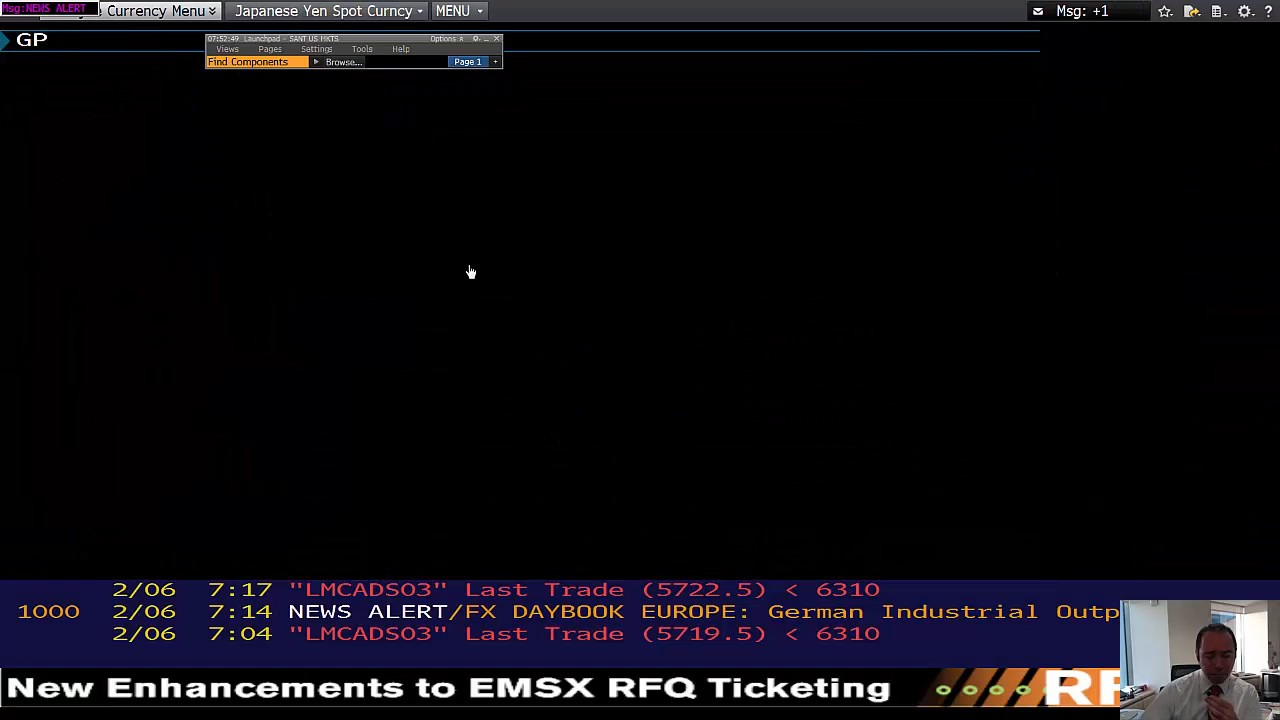 Msg:NEWS ALERT
Currency Menu Japanese Yen Spot Curncy MENU Msg: +1 ?
GP
07:52:49 Launchpad - SANT US MKTS Options
Views Pages Settings Tools Help
Find Components Browse... Page 1 +
2/06 7:17 "LMCADS03" Last Trade (5722.5) < 6310
1000 2/06 7:14 NEWS ALERT/FX DAYBOOK EUROPE: German Industrial Outp
2/06 7:04 "LMCADS03" Last Trade (5719.5) < 6310
New Enhancements to EMSX RFQ Ticketing RF